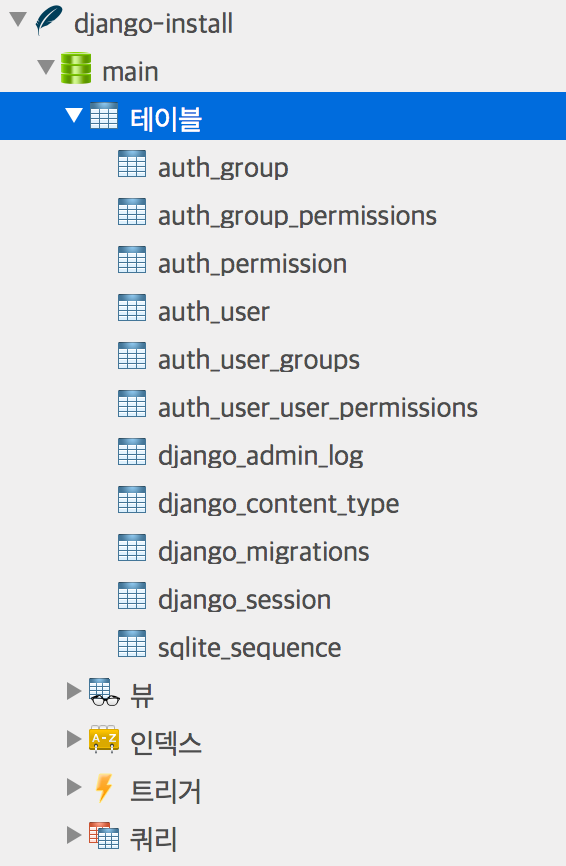 django-install
main
테이블
auth_group
auth_group_permissions
auth_permission
auth_user
auth_user_groups
auth_user_user_permissions
django_admin_log
django_content_type
django_migrations
django_session
sqlite_sequence
뷰
A-Z
인덱스
트리거
쿼리